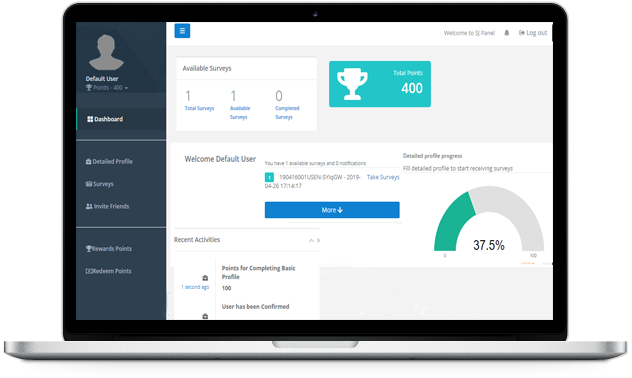 Welcome to SJ Panel
Log out
Default User
Points - 400
Dashboard
Detailed Profile
Surveys
Invite Friends
Rewards Points
Redeem Points
Available Surveys
1
Total Surveys
1
Available
Surveys
0
Completed
Surveys
Total Points
400
Welcome Default User
You have 1 available surveys and 0 notifications
1
190416001USEN-SYIqGW - 2019-
04-26 17:14:17
Take Surveys
More
Detailed profile progress
Fill detailed profile to start receiving surveys
37.5%
0
100
Recent Activities
1 second ago
Points for Completing Basic
Profile
100
User has been Confirmed